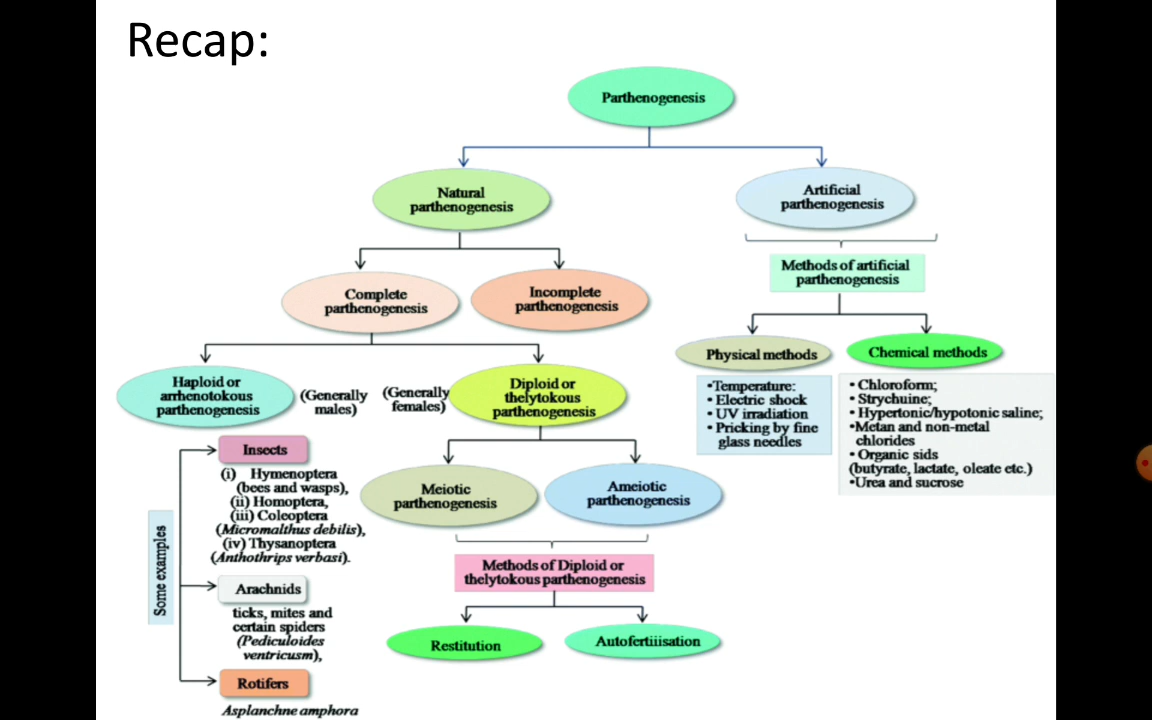 Recap:
Parthenogenesis
Natural
parthenogenesis
Artificial
parthenogenesis
Methods of artificial
parthenogenesis
Complete
parthenogenesis
Incomplete
parthenogenesis
Physical methods
Chemical methods
•Temperature:
• Electric shock
• UV irradiation
• Pricking by fine
glass needles
• Chloroform;
• Strychuine;
• Hypertonic/hypotonic saline;
•Metan and non-metal
chlorides
• Organic sids
(butyrate, lactate, oleate etc.)
•Urea and sucrose
Haploid or
arrhenotokous
parthenogenesis
(Generally
males)
(Generally
females)
Diploid or
thelytokous
parthenogenesis
Meiotic
parthenogenesis
Ameiotic
parthenogenesis
Methods of Diploid or
thelytokous parthenogenesis
Restitution
Autofertiiisation
Some examples
Insects
(i) Hymenoptera
(bees and wasps),
(ii) Homoptera,
(iii) Coleoptera
(Micromalthus debilis),
(iv) Thysanoptera
(Anthothrips verbasi).
Arachnids
ticks, mites and
certain spiders
(Pediculoides
ventricusm),
Rotifers
Asplanchne amphora